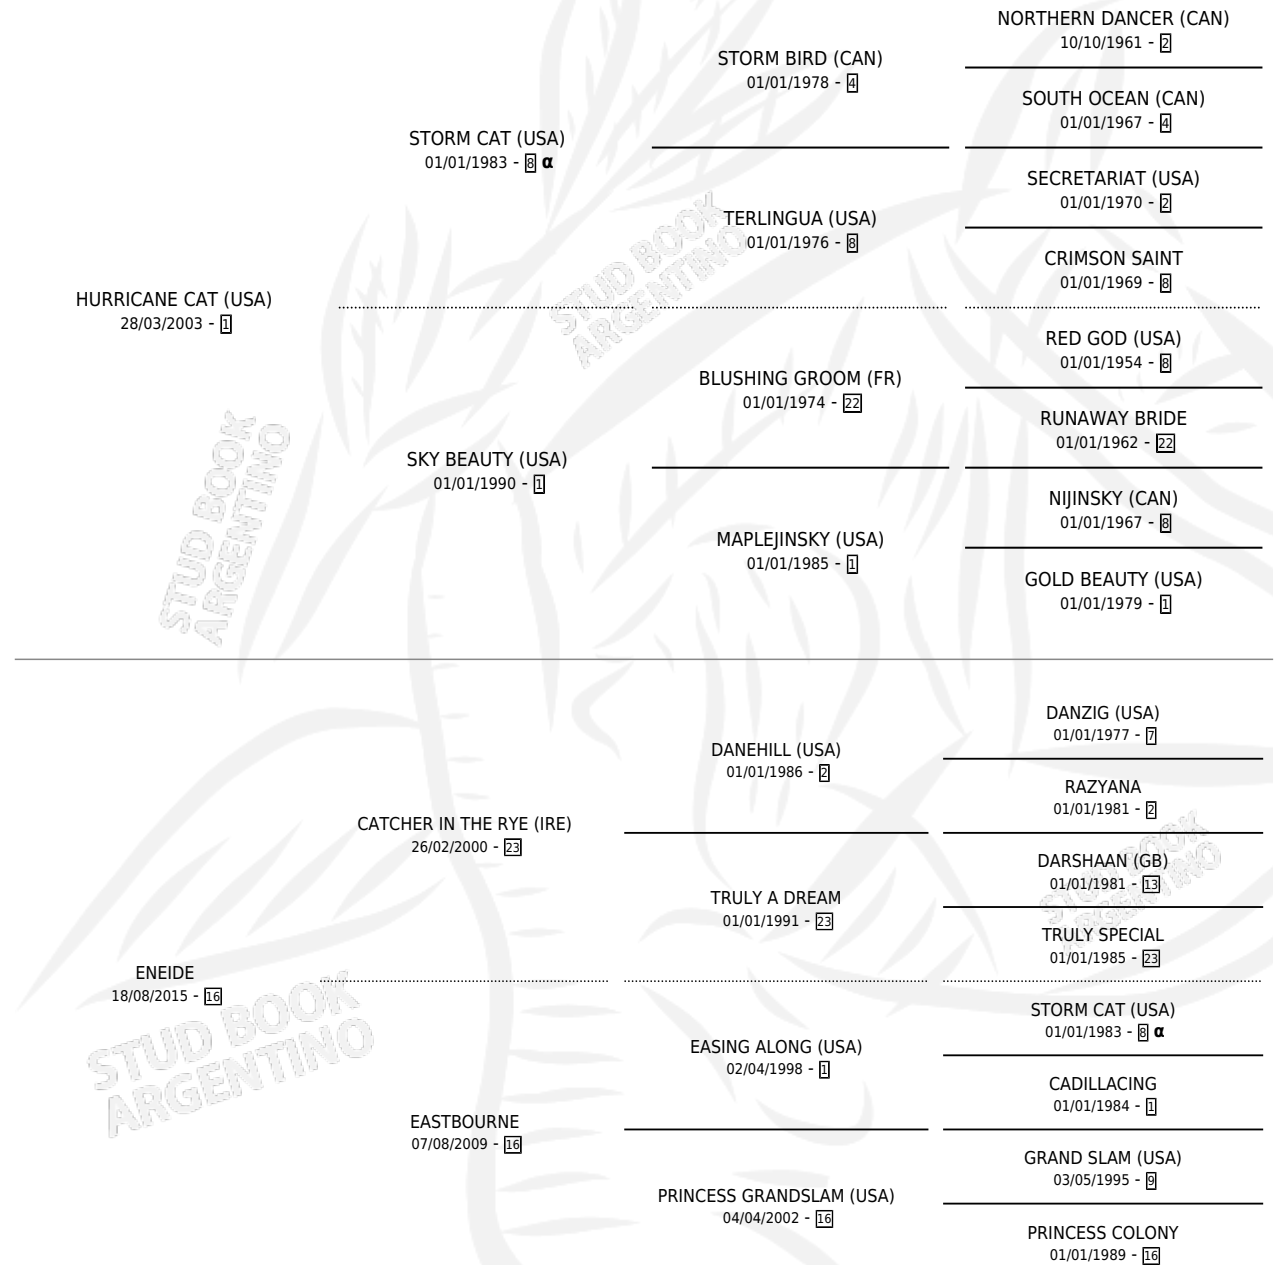 NORTHERN DANCER (CAN)
10/10/1961 - 2
STORM BIRD (CAN)
01/01/1978 - 4
SOUTH OCEAN (CAN)
01/01/1967 - 4
STORM CAT (USA)
01/01/1983 - 8 α
SECRETARIAT (USA)
01/01/1970 - 2
TERLINGUA (USA)
01/01/1976 - 8
CRIMSON SAINT
01/01/1969 - 8
HURRICANE CAT (USA)
28/03/2003 - 1
RED GOD (USA)
01/01/1954 - 8
BLUSHING GROOM (FR)
01/01/1974 - 22
RUNAWAY BRIDE
01/01/1962 - 22
SKY BEAUTY (USA)
01/01/1990 - 1
NIJINSKY (CAN)
01/01/1967 - 8
MAPLEJINSKY (USA)
01/01/1985 - 1
GOLD BEAUTY (USA)
01/01/1979 - 1
DANZIG (USA)
01/01/1977 - 7
DANEHILL (USA)
01/01/1986 - 2
RAZYANA
01/01/1981 - 2
CATCHER IN THE RYE (IRE)
26/02/2000 - 23
DARSHAAN (GB)
01/01/1981 - 13
TRULY A DREAM
01/01/1991 - 23
TRULY SPECIAL
01/01/1985 - 23
ENEIDE
18/08/2015 - 16
STORM CAT (USA)
01/01/1983 - 8 α
EASING ALONG (USA)
02/04/1998 - 1
CADILLACING
01/01/1984 - 1
EASTBOURNE
07/08/2009 - 16
GRAND SLAM (USA)
03/05/1995 - 9
PRINCESS GRANDSLAM (USA)
04/04/2002 - 16
PRINCESS COLONY
01/01/1989 - 16
STUD BOOK
ARGENTINO
STUD BOOK
ARGENTINO
STUD BOOK
ARGENTINO
STUD BOOK
ARGENTINO